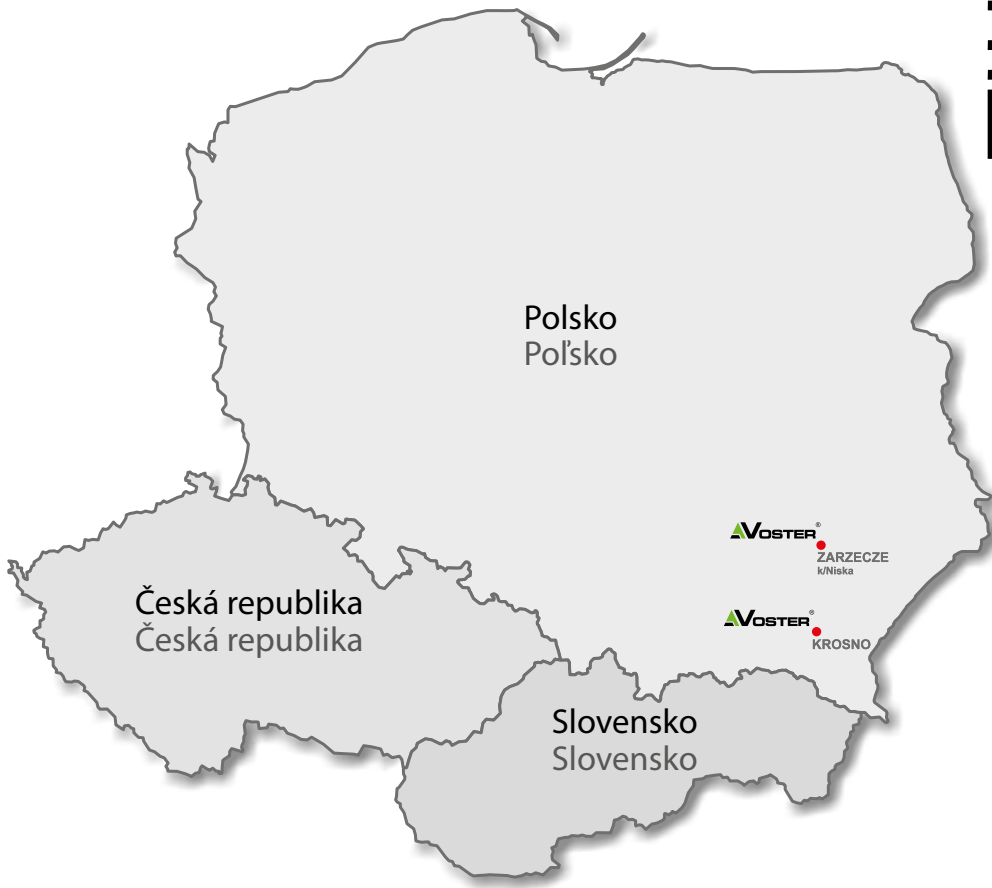 Polsko
Poľsko
VOSTER®
ZARZECZE
k/Niska
VOSTER®
KROSNO
Česká republika
Česká republika
Slovensko
Slovensko